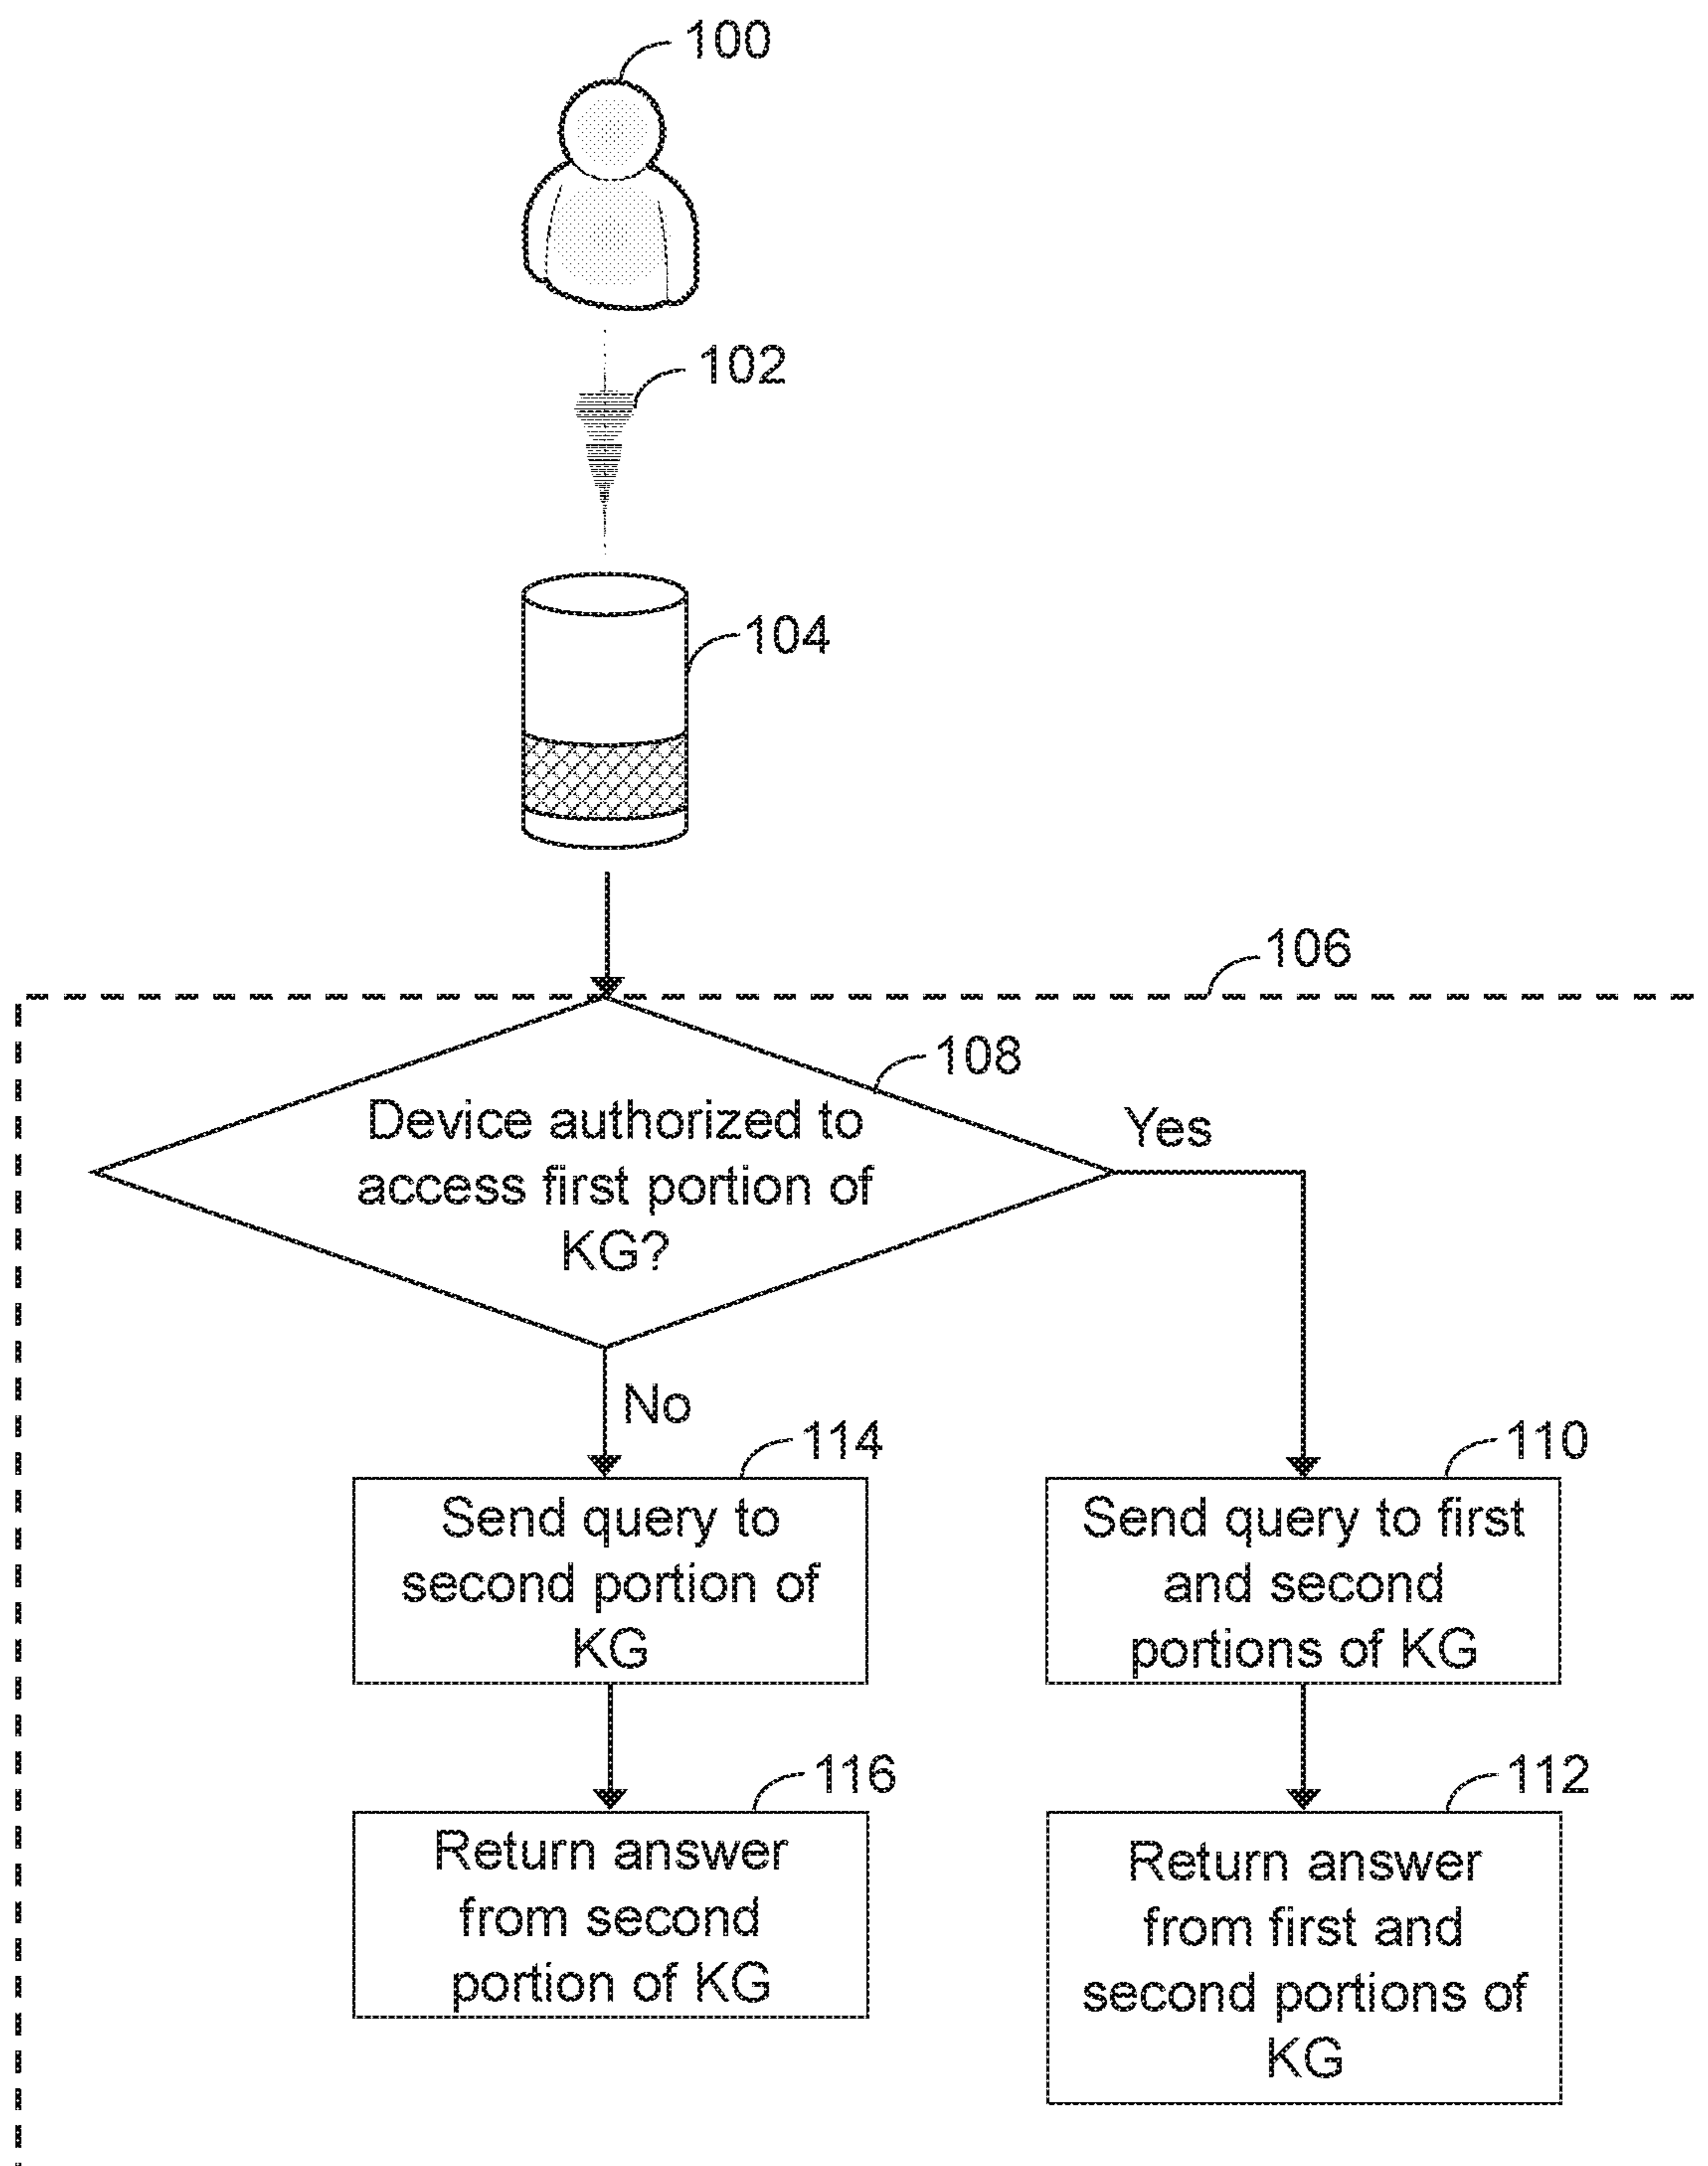 100
102
104
106
108
Device authorized to
access first portion of
KG?
Yes
No
114
Send query to
second portion of
KG
110
Send query to first
and second
portions of KG
116
Return answer
from second
portion of KG
112
Return answer
from first and
second portions of
KG